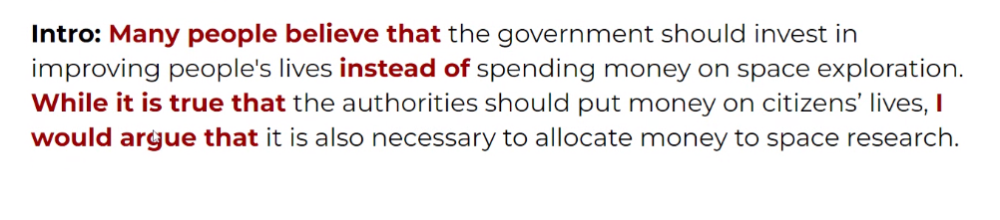 Intro: Many people believe that the government should invest in
improving people's lives instead of spending money on space exploration.
While it is true that the authorities should put money on citizens’ lives, I
would argue that it is also necessary to allocate money to space research.